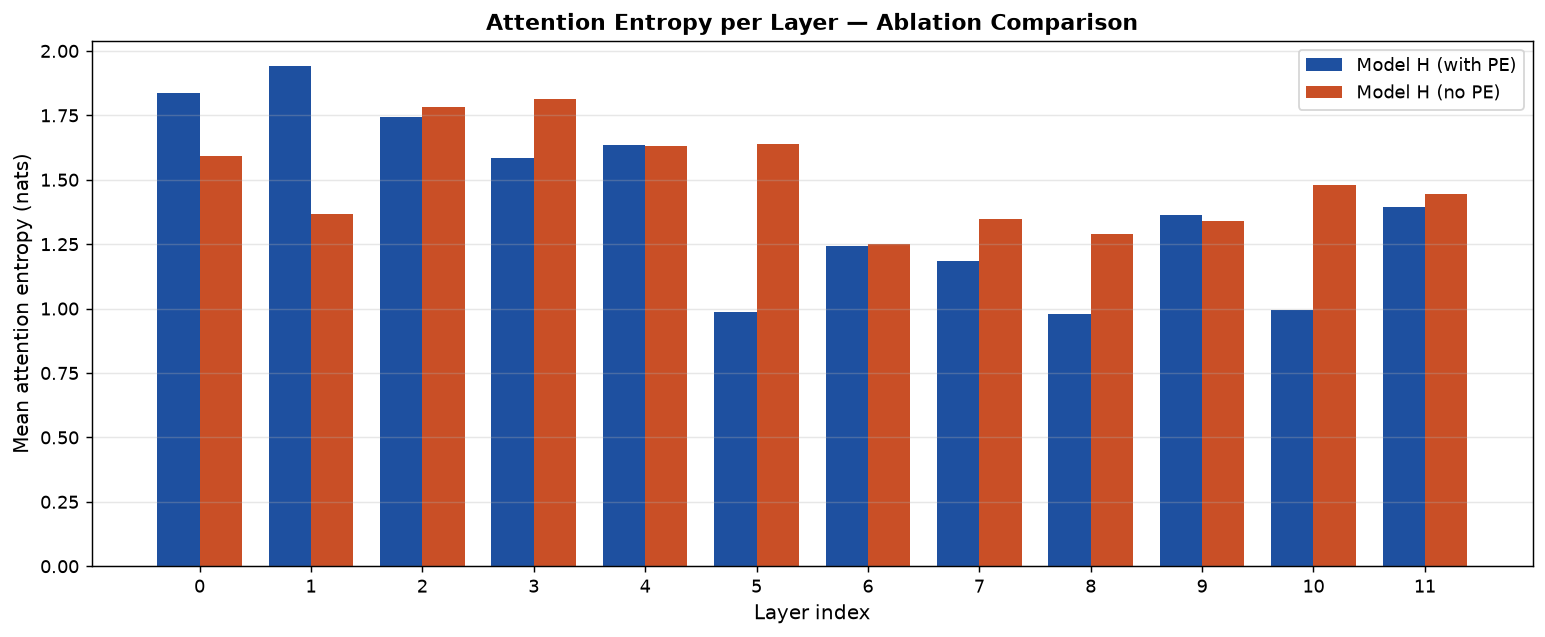 Attention Entropy per Layer — Ablation Comparison
Model H (with PE)
Model H (no PE)
Mean attention entropy (nats)
2.00
1.75
1.50
1.25
1.00
0.75
0.50
0.25
0.00
0 1 2 3 4 5 6 7 8 9 10 11
Layer index